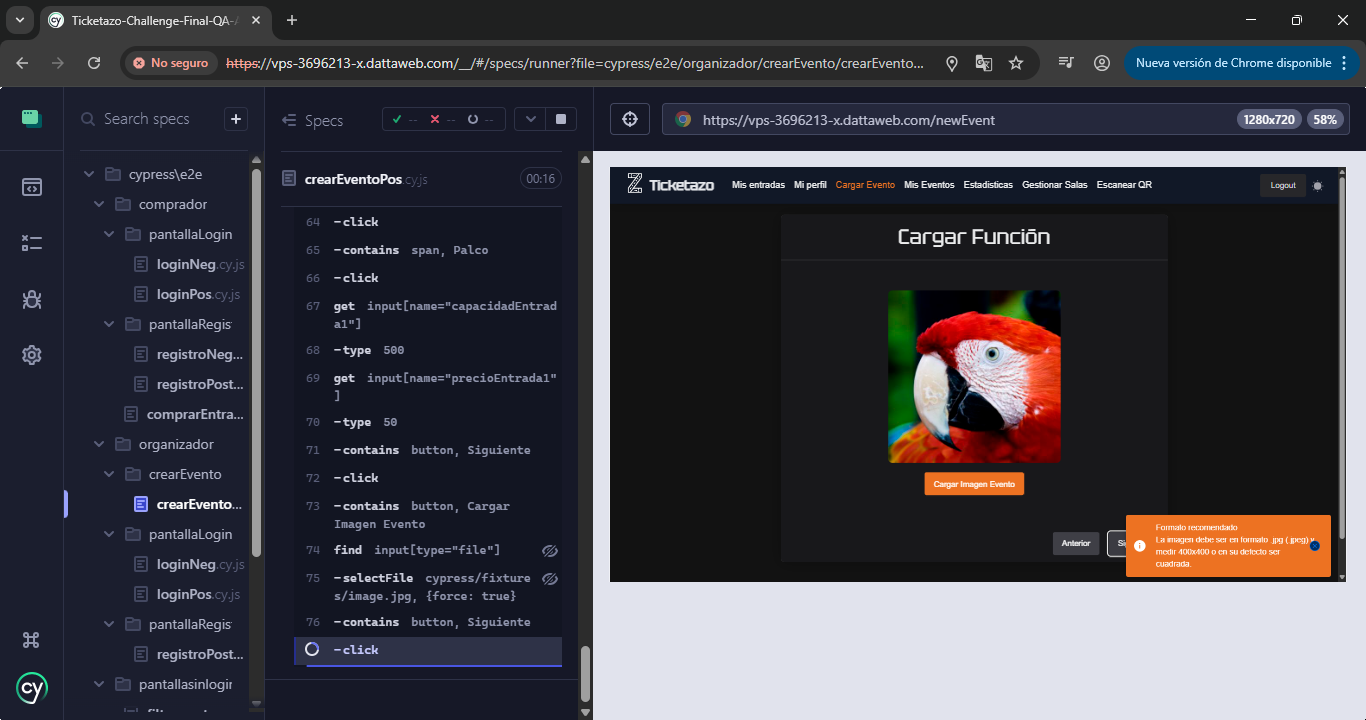 cy Ticketazo-Challenge-Final-QA-
No seguro https://vps-3696213-x.dattaweb.com/__/#/specs/runner?file=cypress/e2e/organizador/crearEvento/crearEvento... Nueva versión de Chrome disponible
Search specs
cypress\e2e
comprador
pantallaLogin
loginNeg.cy.js
loginPos.cy.js
pantallaRegis
registroNeg...
registroPost...
comprarEntra...
organizador
crearEvento
crearEvento...
pantallaLogin
loginNeg.cy.js
loginPos.cy.js
pantallaRegis
registroPost...
pantallasinlogir
cy
Specs -- -- --
crearEventoPos.cy.js 00:16
64 -click
65 -contains span, Palco
66 -click
67 get input[name="capacidadEntrad
a1"]
68 -type 500
69 get input[name="precioEntrada1"
]
70 -type 50
71 -contains button, Siguiente
72 -click
73 -contains button, Cargar
Imagen Evento
74 find input[type="file"]
75 -selectFile cypress/fixture
s/image.jpg, {force: true}
76 -contains button, Siguiente
-click
https://vps-3696213-x.dattaweb.com/newEvent 1280x720 58%
Ticketazo Mis entradas Mi perfil Cargar Evento Mis Eventos Estadísticas Gestionar Salas Escanear QR Logout
Cargar Función
Cargar Imagen Evento
Anterior
Formato recomendado
La imagen debe ser en formato .jpg (.jpeg) y
medir 400x400 o en su defecto ser
cuadrada.